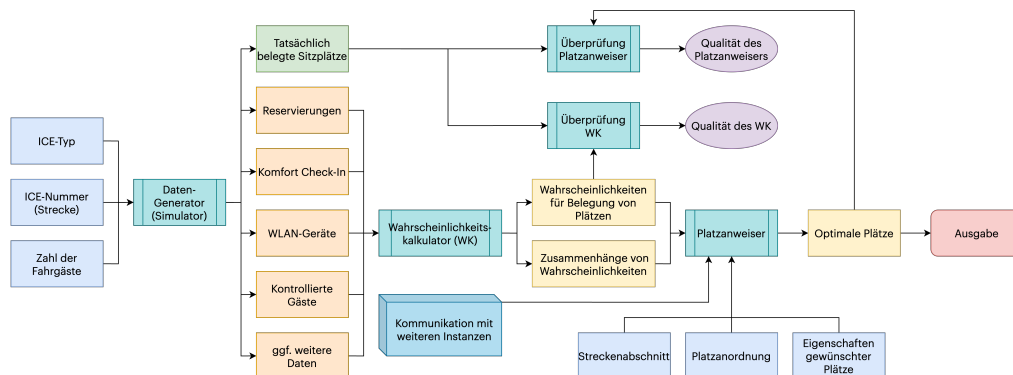 Tatsächlich
belegte Sitzplätze
Überprüfung
Platzanweiser
Qualität des
Platzanweisers
Reservierungen
Überprüfung
WK
Qualität des WK
ICE-Typ
Komfort Check-In
ICE-Nummer
(Strecke)
Daten-
Generator
(Simulator)
Wahrscheinlichkeiten
für Belegung von
Plätzen
WLAN-Geräte
Wahrscheinlichkeits-
kalkulator (WK)
Platzanweiser
Optimale Plätze
Ausgabe
Zahl der
Fahrgäste
Zusammenhänge von
Wahrscheinlichkeiten
Kontrollierte
Gäste
Kommunikation mit
weiteren Instanzen
ggf. weitere
Daten
Streckenabschnitt
Platzanordnung
Eigenschaften
gewünschter
Plätze